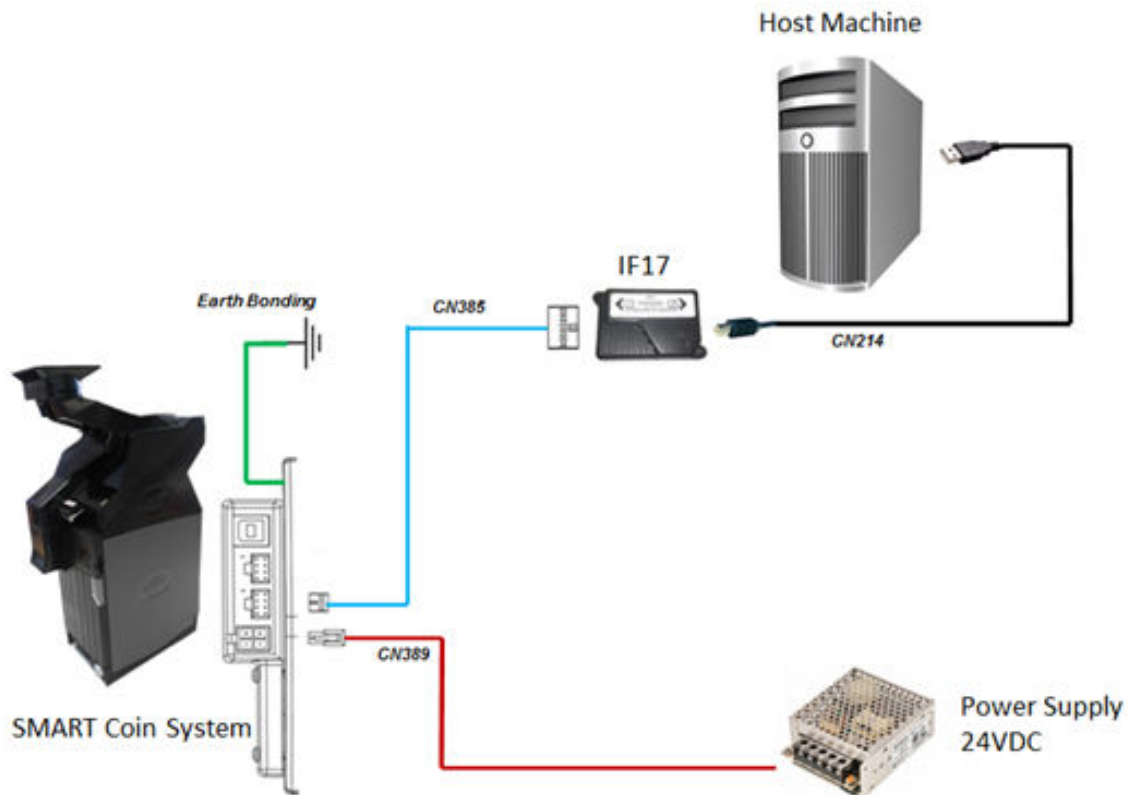 Host Machine
IF17
CN385
Earth Bonding
CN214
CN389
SMART Coin System
Power Supply
24VDC